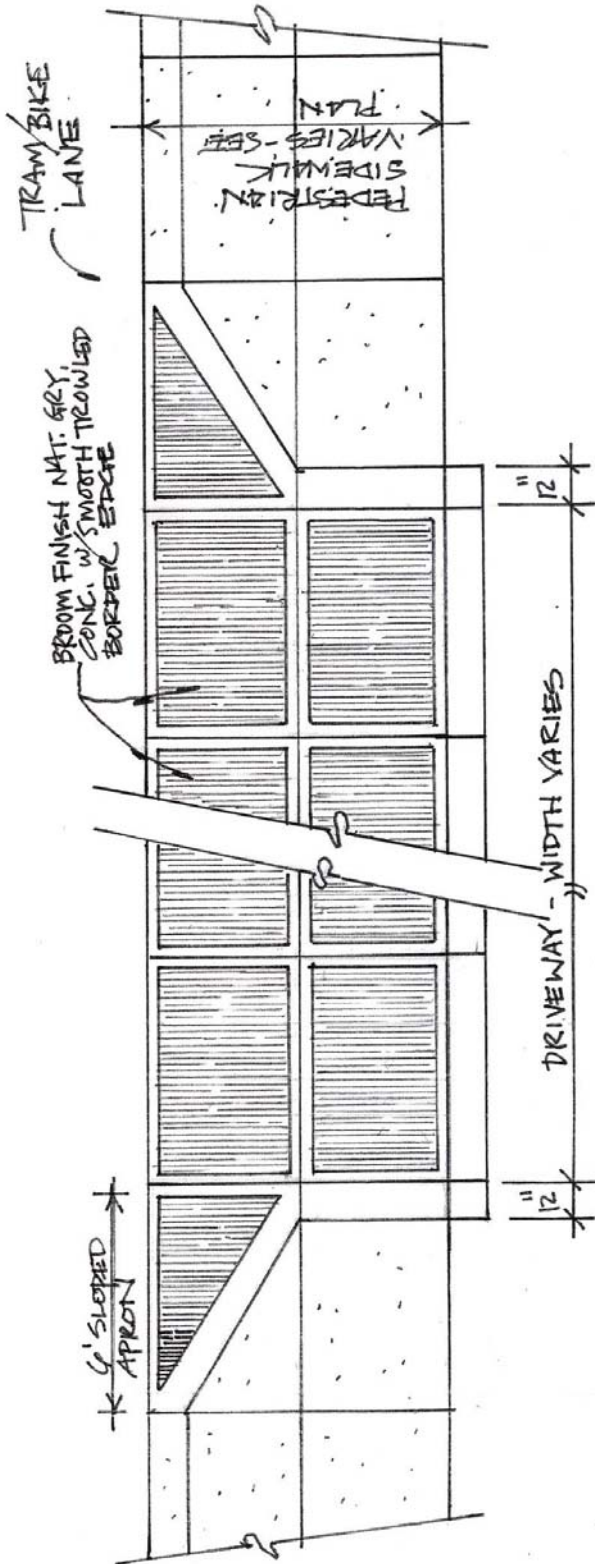 6' SLOPED
APRON
BROOM FINISH NAT. GRY.
CONC. W/ SMOOTH TROWLED
BORDER EDGE
TRAM/BIKE
LANE
PEDESTRIAN
SIDEWALK
VARIES - SEE
PLAN
12"
DRIVEWAY - WIDTH VARIES
12"